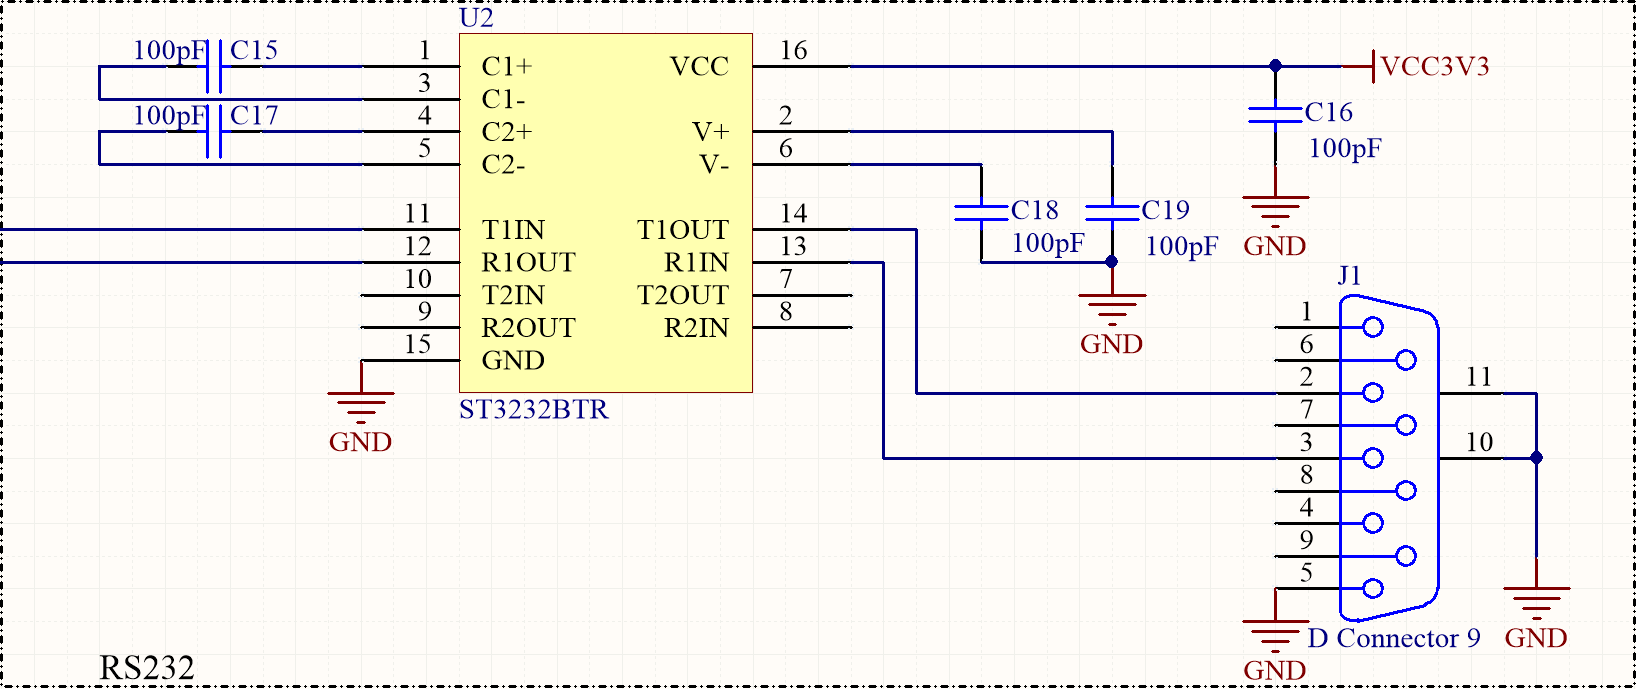 U2
100pF C15 1 C1+ VCC 16 VCC3V3
3 C1-
100pF C17 4 C2+ V+ 2 C16
5 C2- V- 6 100pF
11 T1IN T1OUT 14 C18 C19
12 R1OUT R1IN 13 100pF 100pF GND
10 T2IN T2OUT 7 J1
9 R2OUT R2IN 8 1
15 GND GND 6
2 11
ST3232BTR 7
GND 3 10
8
4
9
5
D Connector 9 GND
RS232 GND